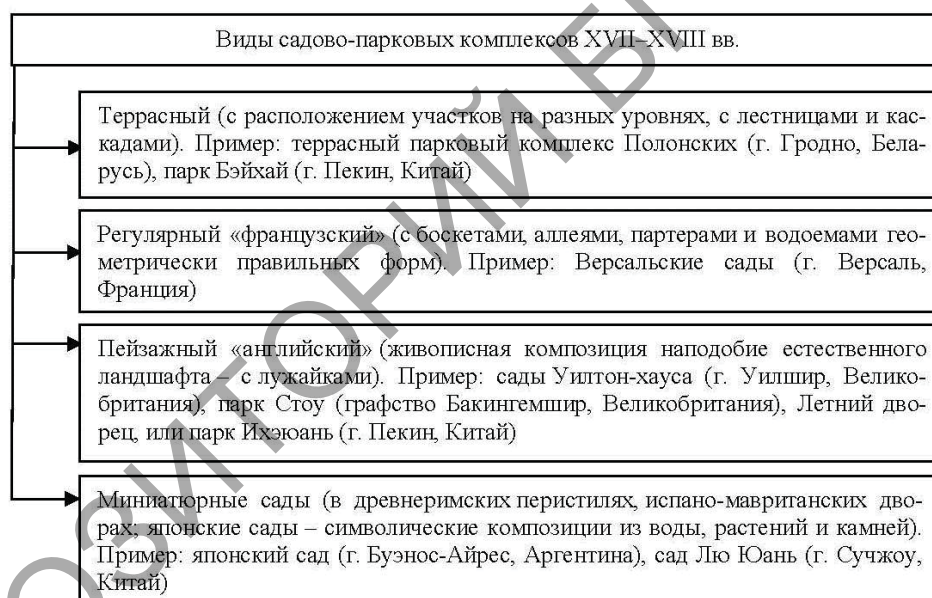 Виды садово-парковых комплексов XVII–XVIII вв.
Террасный (с расположением участков на разных уровнях, с лестницами и кас-
кадами). Пример: террасный парковый комплекс Полонских (г. Гродно, Бела-
русь), парк Бэйхай (г. Пекин, Китай)
Регулярный «французский» (с боскетами, аллеями, партерами и водоемами гео-
метрически правильных форм). Пример: Версальские сады (г. Версаль,
Франция)
Пейзажный «английский» (живописная композиция наподобие естественного
ландшафта – с лужайками). Пример: сады Уилтон-хауса (г. Уилшир, Велико-
британия), парк Стоу (графство Бакингемшир, Великобритания), Летний дво-
рец, или парк Ихэюань (г. Пекин, Китай)
Миниатюрные сады (в древнеримских перистилях, испано-мавританских дво-
рах; японские сады – символические композиции из воды, растений и камней).
Пример: японский сад (г. Буэнос-Айрес, Аргентина), сад Лю Юань (г. Сучжоу,
Китай)
ОЗИТОРИЙ БГ